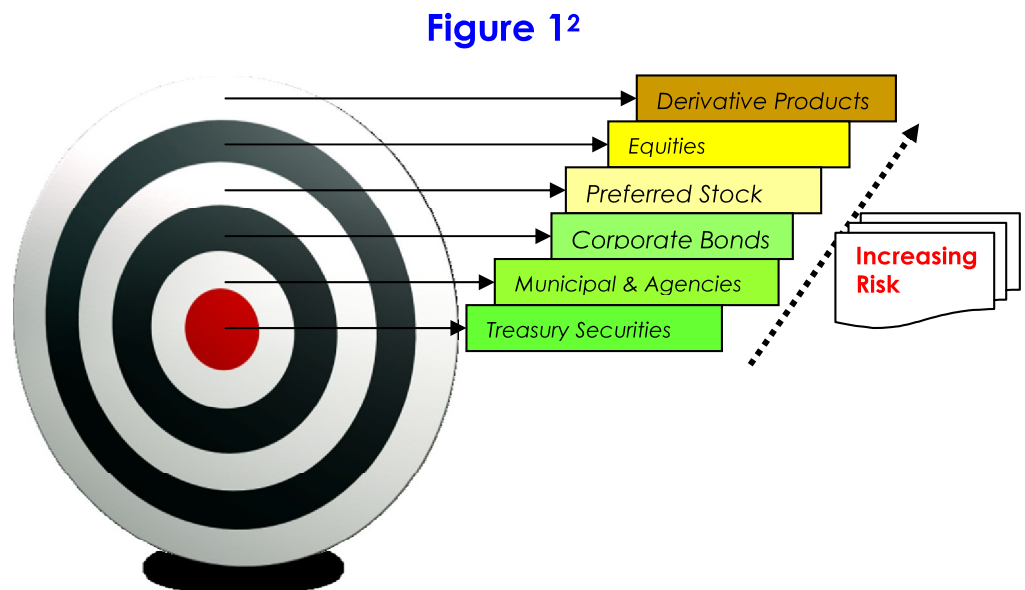 Figure 1²
Derivative Products
Equities
Preferred Stock
Corporate Bonds
Increasing
Risk
Municipal & Agencies
Treasury Securities